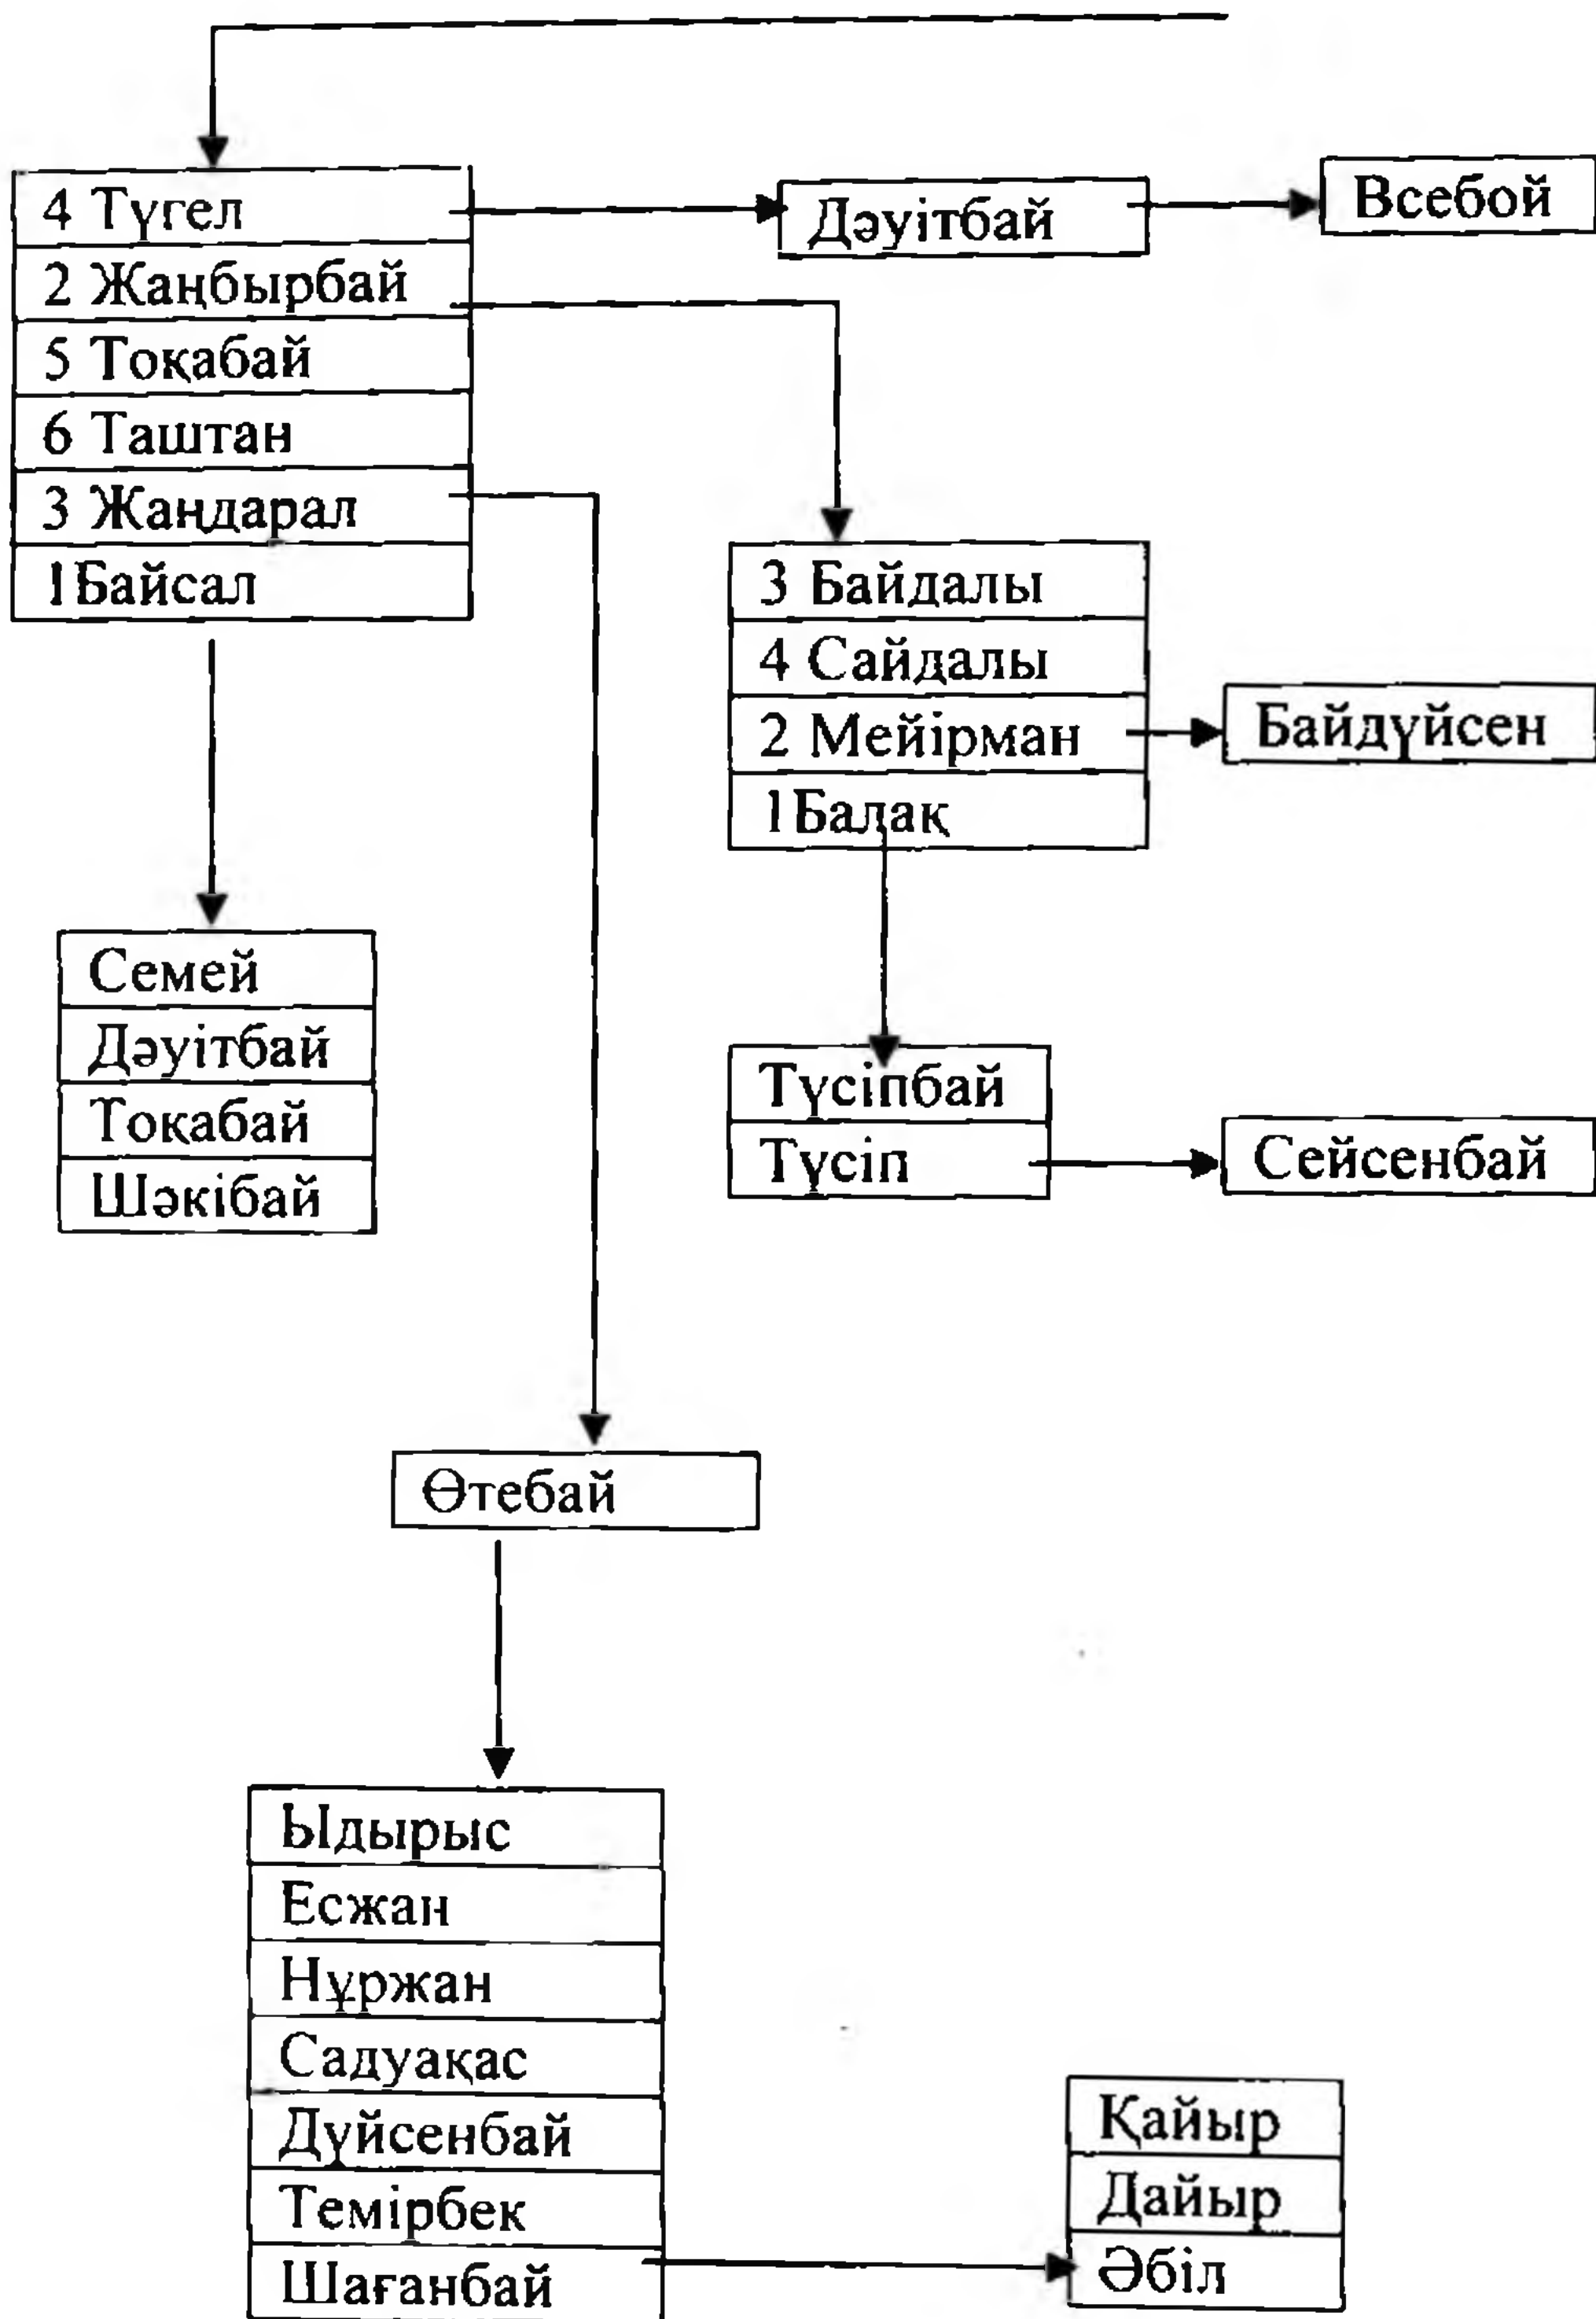 4 Түгел
2 Жаңбырбай
5 Тоқабай
6 Таштан
3 Жаңдарал
1Байсал
Дәуітбай
Всебой
3 Байдалы
4 Сайдалы
2 Мейірман
1Балақ
Байдүйсен
Семей
Дәуітбай
Тоқабай
Шәкібай
Түсіпбай
Түсіп
Сейсенбай
Өтебай
Ыдырыс
Есжан
Нұржан
Садуақас
Дүйсенбай
Темірбек
Шағанбай
Қайыр
Дайыр
Әбіл